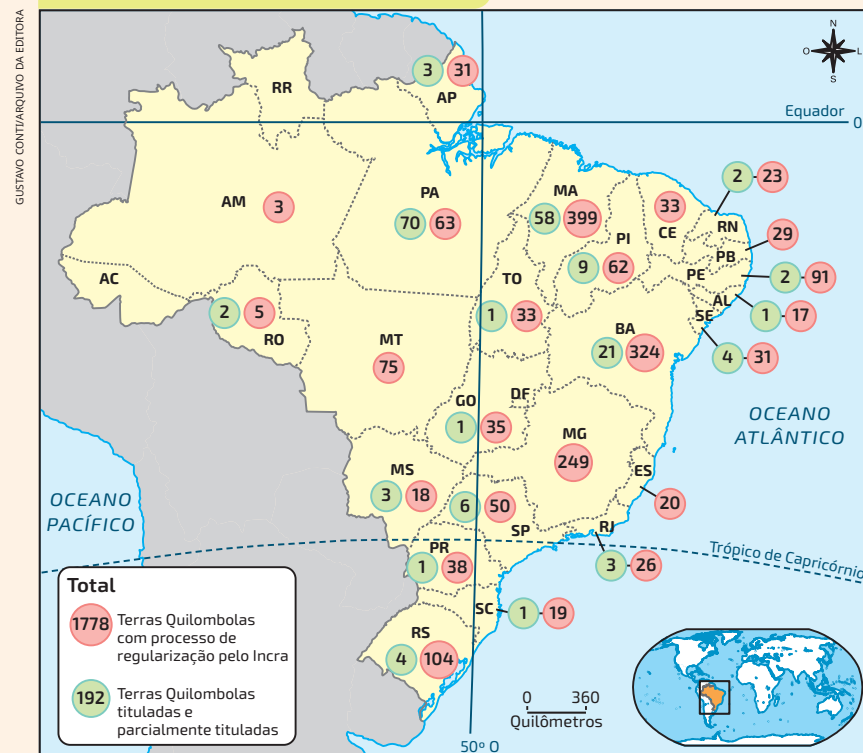 GUSTAVO CONTI/ARQUIVO DA EDITORA
N
O
L
S
3 31
AP
RR
Equador
0
AM
3
PA
70 63
MA
58 399
33
CE
2 23
RN
29
PB
PI
9 62
PE
2 91
AC
TO
1 33
AL
1 17
SE
4 31
2 5
RO
MT
75
BA
21 324
GO
1 35
DF
MG
249
OCEANO
ATLÂNTICO
ES
20
MS
3 18
OCEANO
PACÍFICO
6 50
SP
RJ
3 26
Trópico de Capricórnio
PR
1 38
SC
1 19
RS
4 104
Total
1778
Terras Quilombolas
com processo de
regularização pelo Incra
192
Terras Quilombolas
tituladas e
parcialmente tituladas
0 360
Quilômetros
50º O